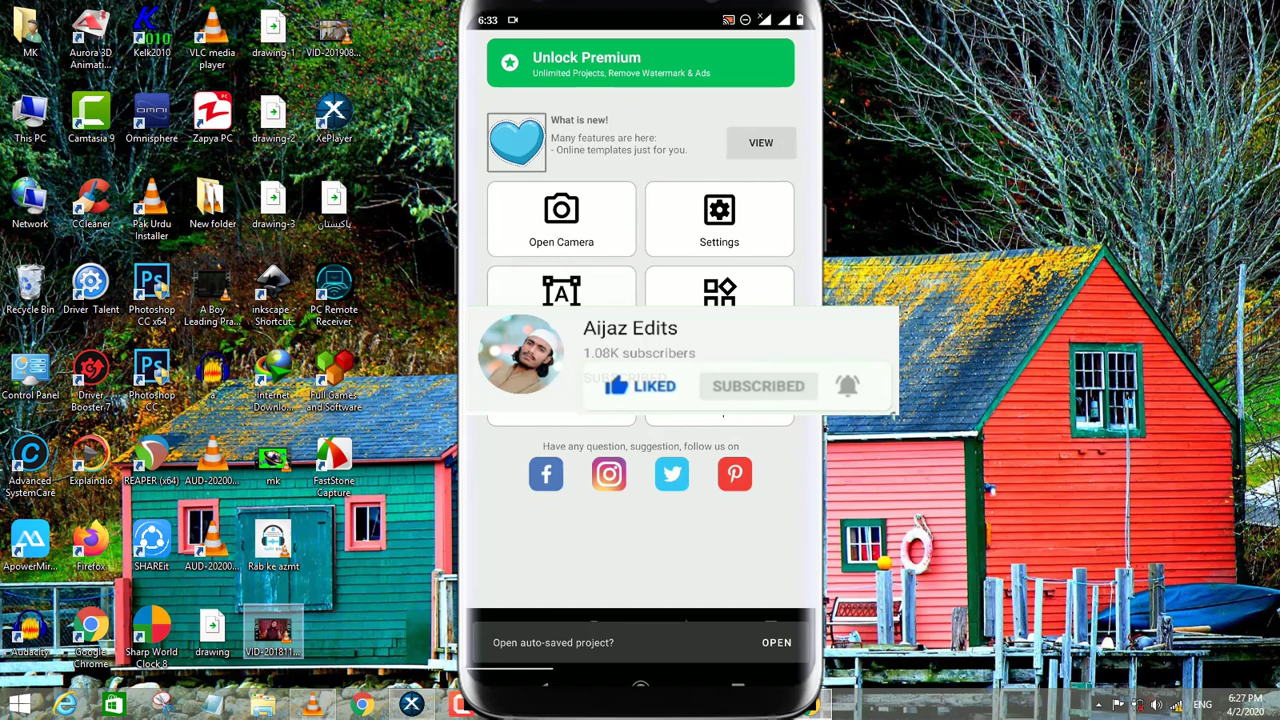 MK
Aurora 3D
Animati...
Kelk2010
VLC media
player
drawing-1
VID-201908...
This PC
Camtasia 9
Omnisphere
Zapya PC
drawing-2
XePlayer
Network
CCleaner
Pak Urdu
Installer
New folder
drawing-3
پاکیستان
Recycle Bin
Driver Talent
Photoshop
CC x64
A Boy
Leading Pra...
inkscape -
Shortcut
PC Remote
Receiver
Control Panel
Driver
Booster 7
Photoshop
CC
a
Internet
Downlo...
Full Games
and Software
Advanced
SystemCare
Explaindio
REAPER (x64)
AUD-20200...
mk
FastStone
Capture
ApowerMir...
Firefox
SHAREit
AUD-20200...
Rab ke azmt
Audacity
Google
Chrome
Sharp World
Clock 8
drawing
VID-201811...
6:33
Unlock Premium
Unlimited Projects, Remove Watermark & Ads
What is new!
Many features are here:
- Online templates just for you.
VIEW
Open Camera
Settings
Aijaz Edits
1.08K subscribers
SUBSCRIBED
LIKED
SUBSCRIBED
Have any question, suggestion, follow us on
Open auto-saved project?
OPEN
ENG
6:27 PM
4/2/2020